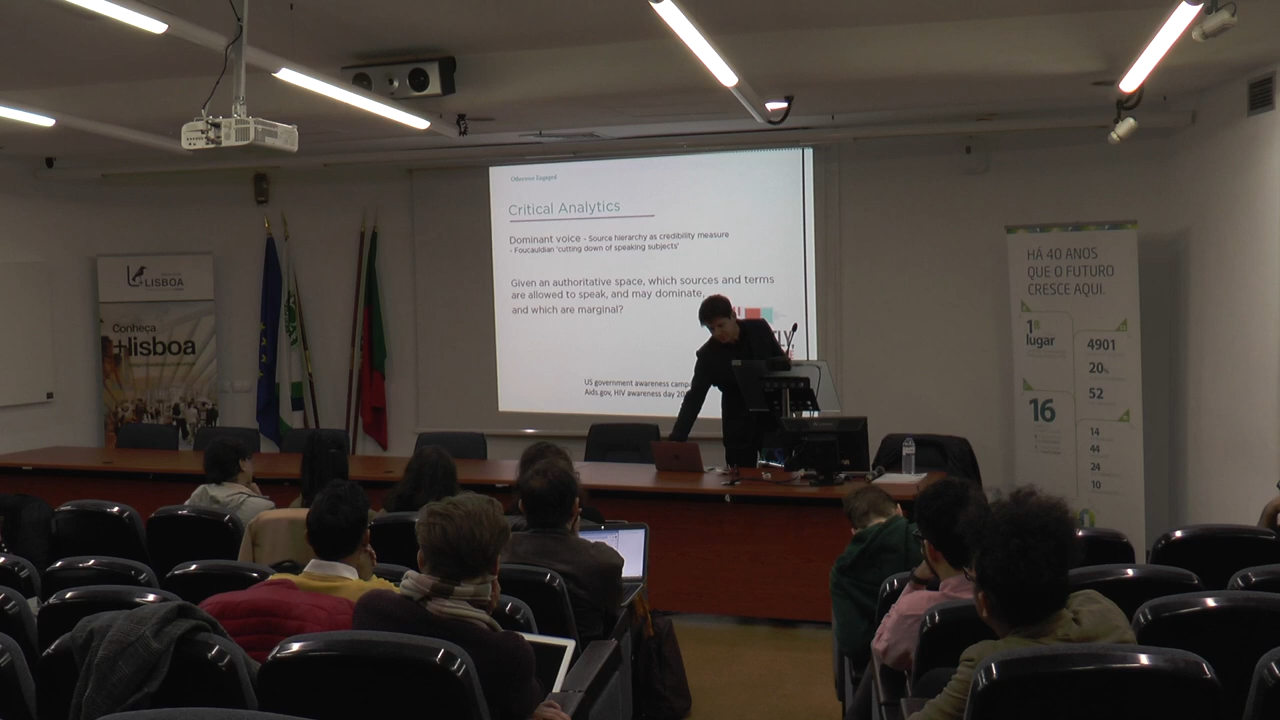 Otherwise Engaged
Critical Analytics
Dominant voice - Source hierarchy as credibility measure
- Foucauldian 'cutting down of speaking subjects'
Given an authoritative space, which sources and terms
are allowed to speak, and may dominate,
and which are marginal?
US government awareness
Aids.gov, HIV awareness day
LISBOA
Conheça
+lisboa
HÁ 40 ANOS
QUE O FUTURO
CRESCE AQUI.
1º
lugar
16
4901
20%
52
14
44
24
10